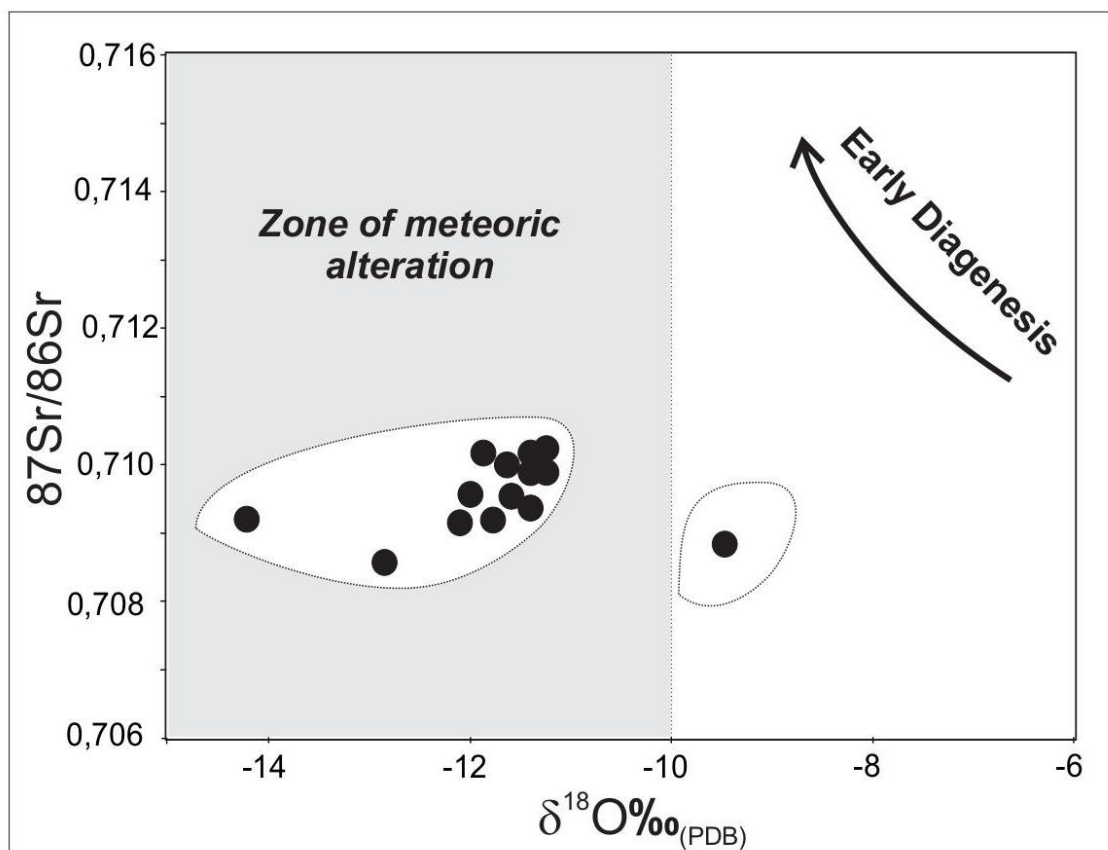 0,716
0,714
0,712
0,710
0,708
0,706
87Sr/86Sr
Zone of meteoric
alteration
Early Diagenesis
-14
-12
-10
-8
-6
δ¹⁸O‰(PDB)